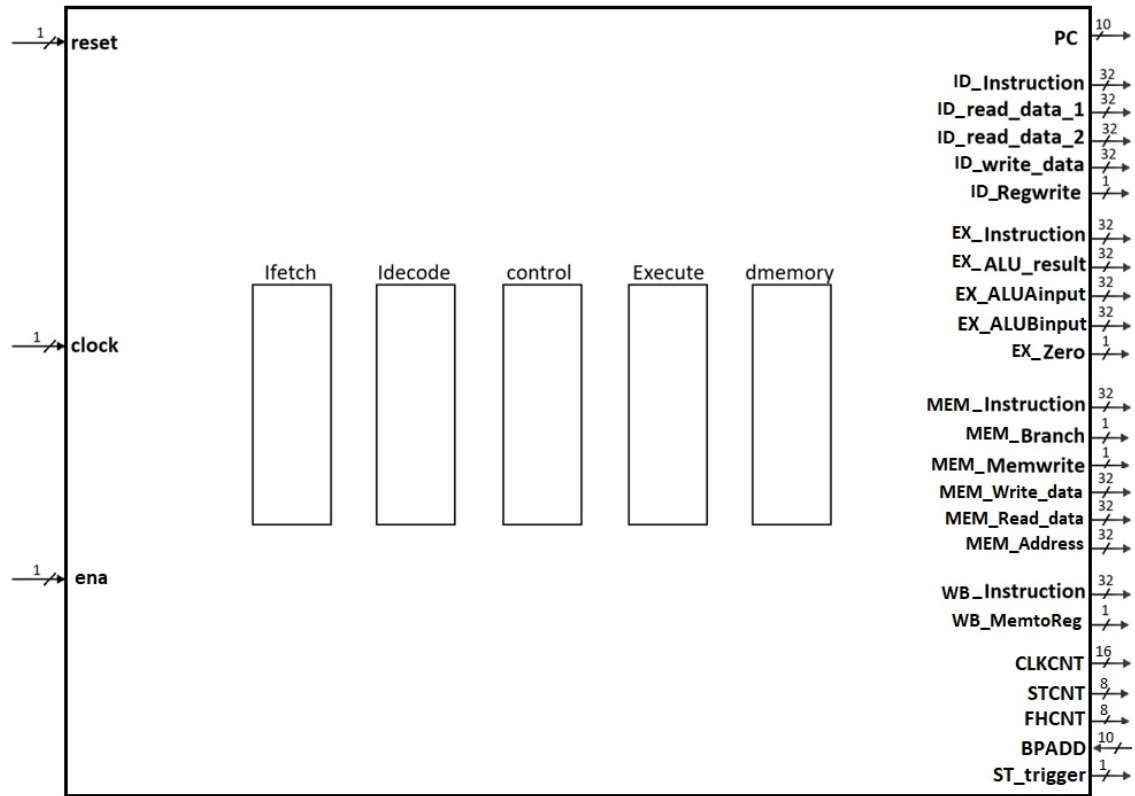 1 reset
1 clock
1 ena
Ifetch Idecode control Execute dmemory
PC 10
ID_Instruction 32
ID_read_data_1 32
ID_read_data_2 32
ID_write_data 32
ID_Regwrite 1
EX_Instruction 32
EX_ALU_result 32
EX_ALUAinput 32
EX_ALUBinput 32
EX_Zero 1
MEM_Instruction 32
MEM_Branch 1
MEM_Memwrite 1
MEM_Write_data 32
MEM_Read_data 32
MEM_Address 32
WB_Instruction 32
WB_MemtoReg 1
CLKCNT 16
STCNT 8
FHCNT 8
BPADD 10
ST_trigger 1